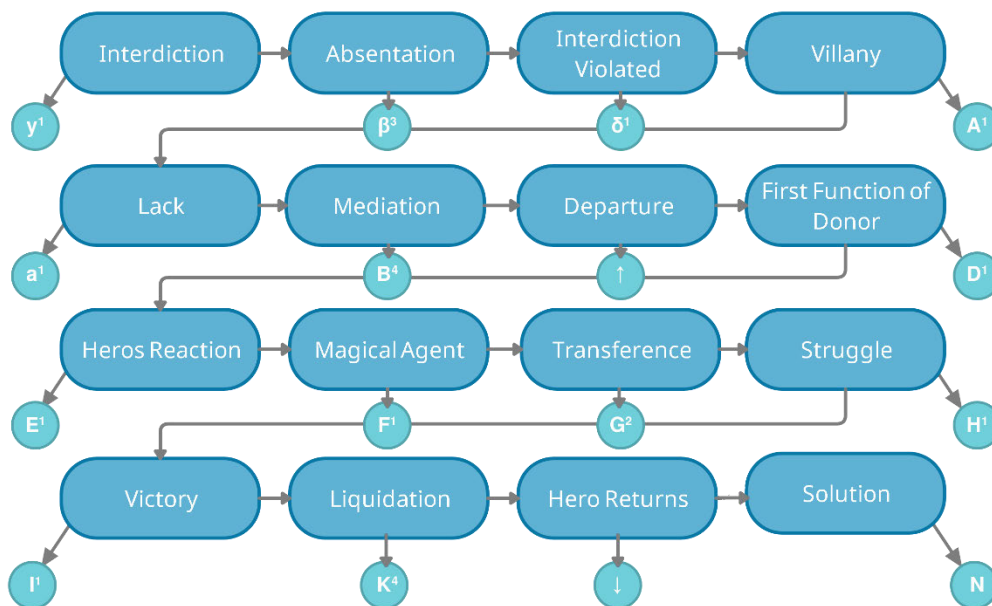 Interdiction
Absentation
Interdiction
Violated
Villany
y¹
β³
δ¹
A¹
Lack
Mediation
Departure
First Function of
Donor
a¹
B⁴
↑
D¹
Heros Reaction
Magical Agent
Transference
Struggle
E¹
F¹
G²
H¹
Victory
Liquidation
Hero Returns
Solution
I¹
K⁴
↓
N